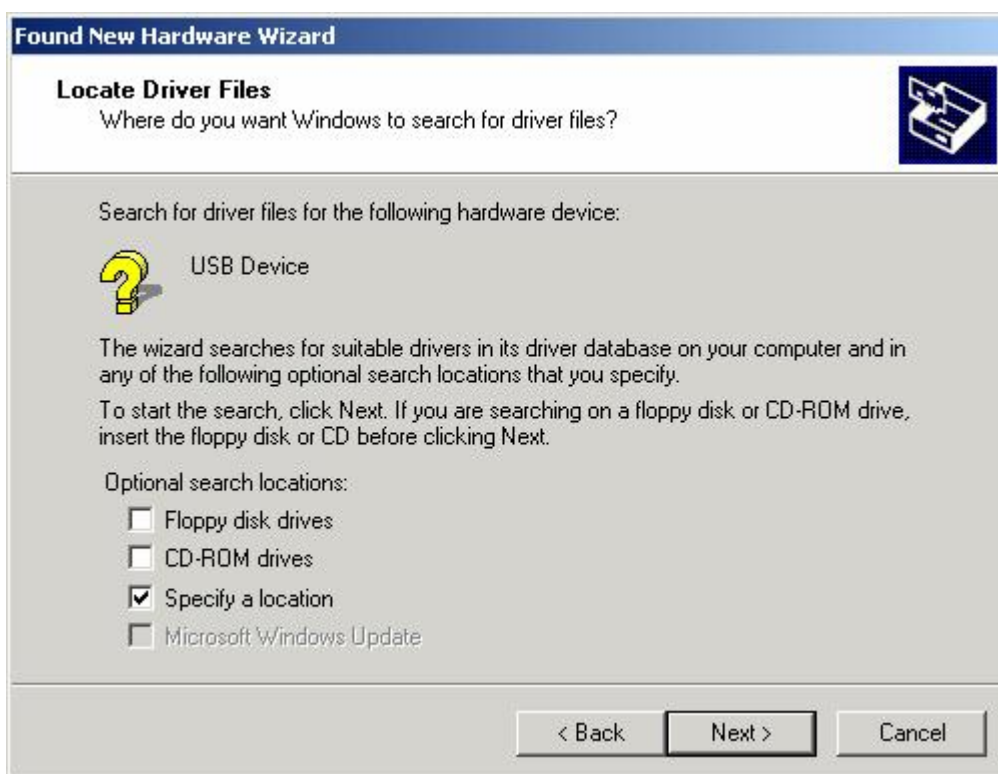 Found New Hardware Wizard
Locate Driver Files
Where do you want Windows to search for driver files?
Search for driver files for the following hardware device:
USB Device
The wizard searches for suitable drivers in its driver database on your computer and in
any of the following optional search locations that you specify.
To start the search, click Next. If you are searching on a floppy disk or CD-ROM drive,
insert the floppy disk or CD before clicking Next.
Optional search locations:
Floppy disk drives
CD-ROM drives
Specify a location
Microsoft Windows Update
< Back Next > Cancel